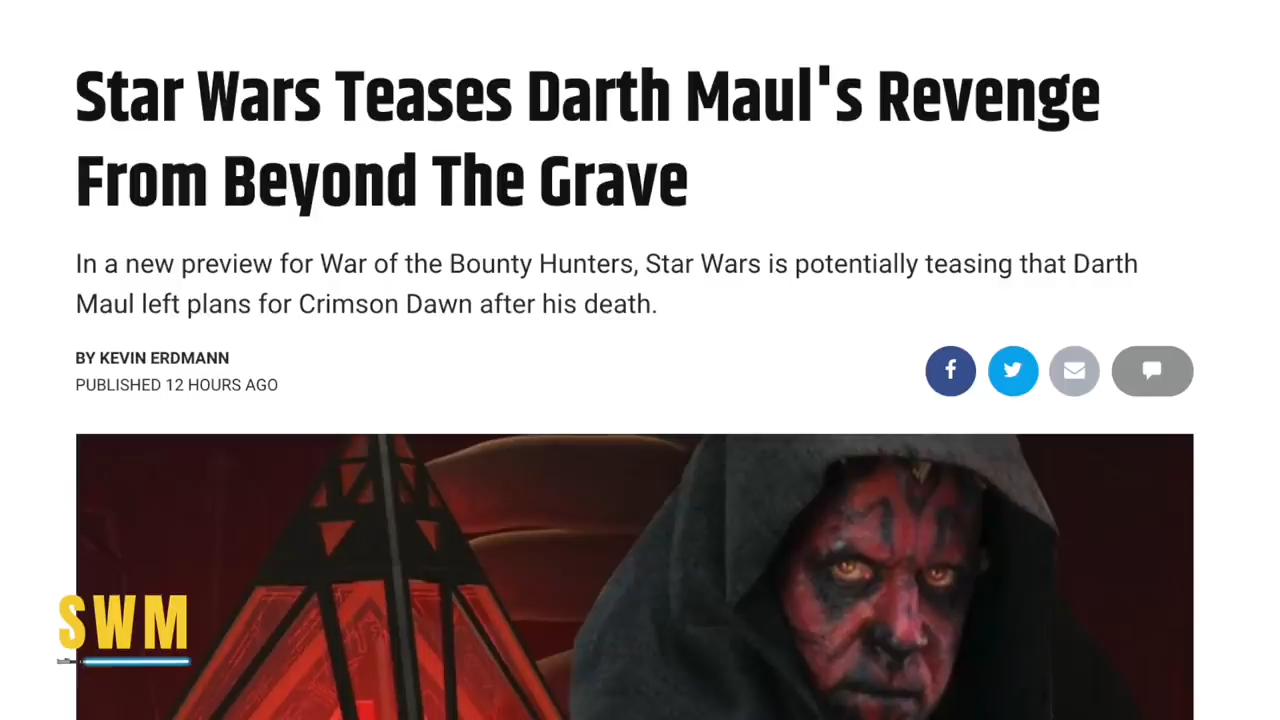 Star Wars Teases Darth Maul's Revenge
From Beyond The Grave
In a new preview for War of the Bounty Hunters, Star Wars is potentially teasing that Darth
Maul left plans for Crimson Dawn after his death.
BY KEVIN ERDMANN
PUBLISHED 12 HOURS AGO
f
SWM